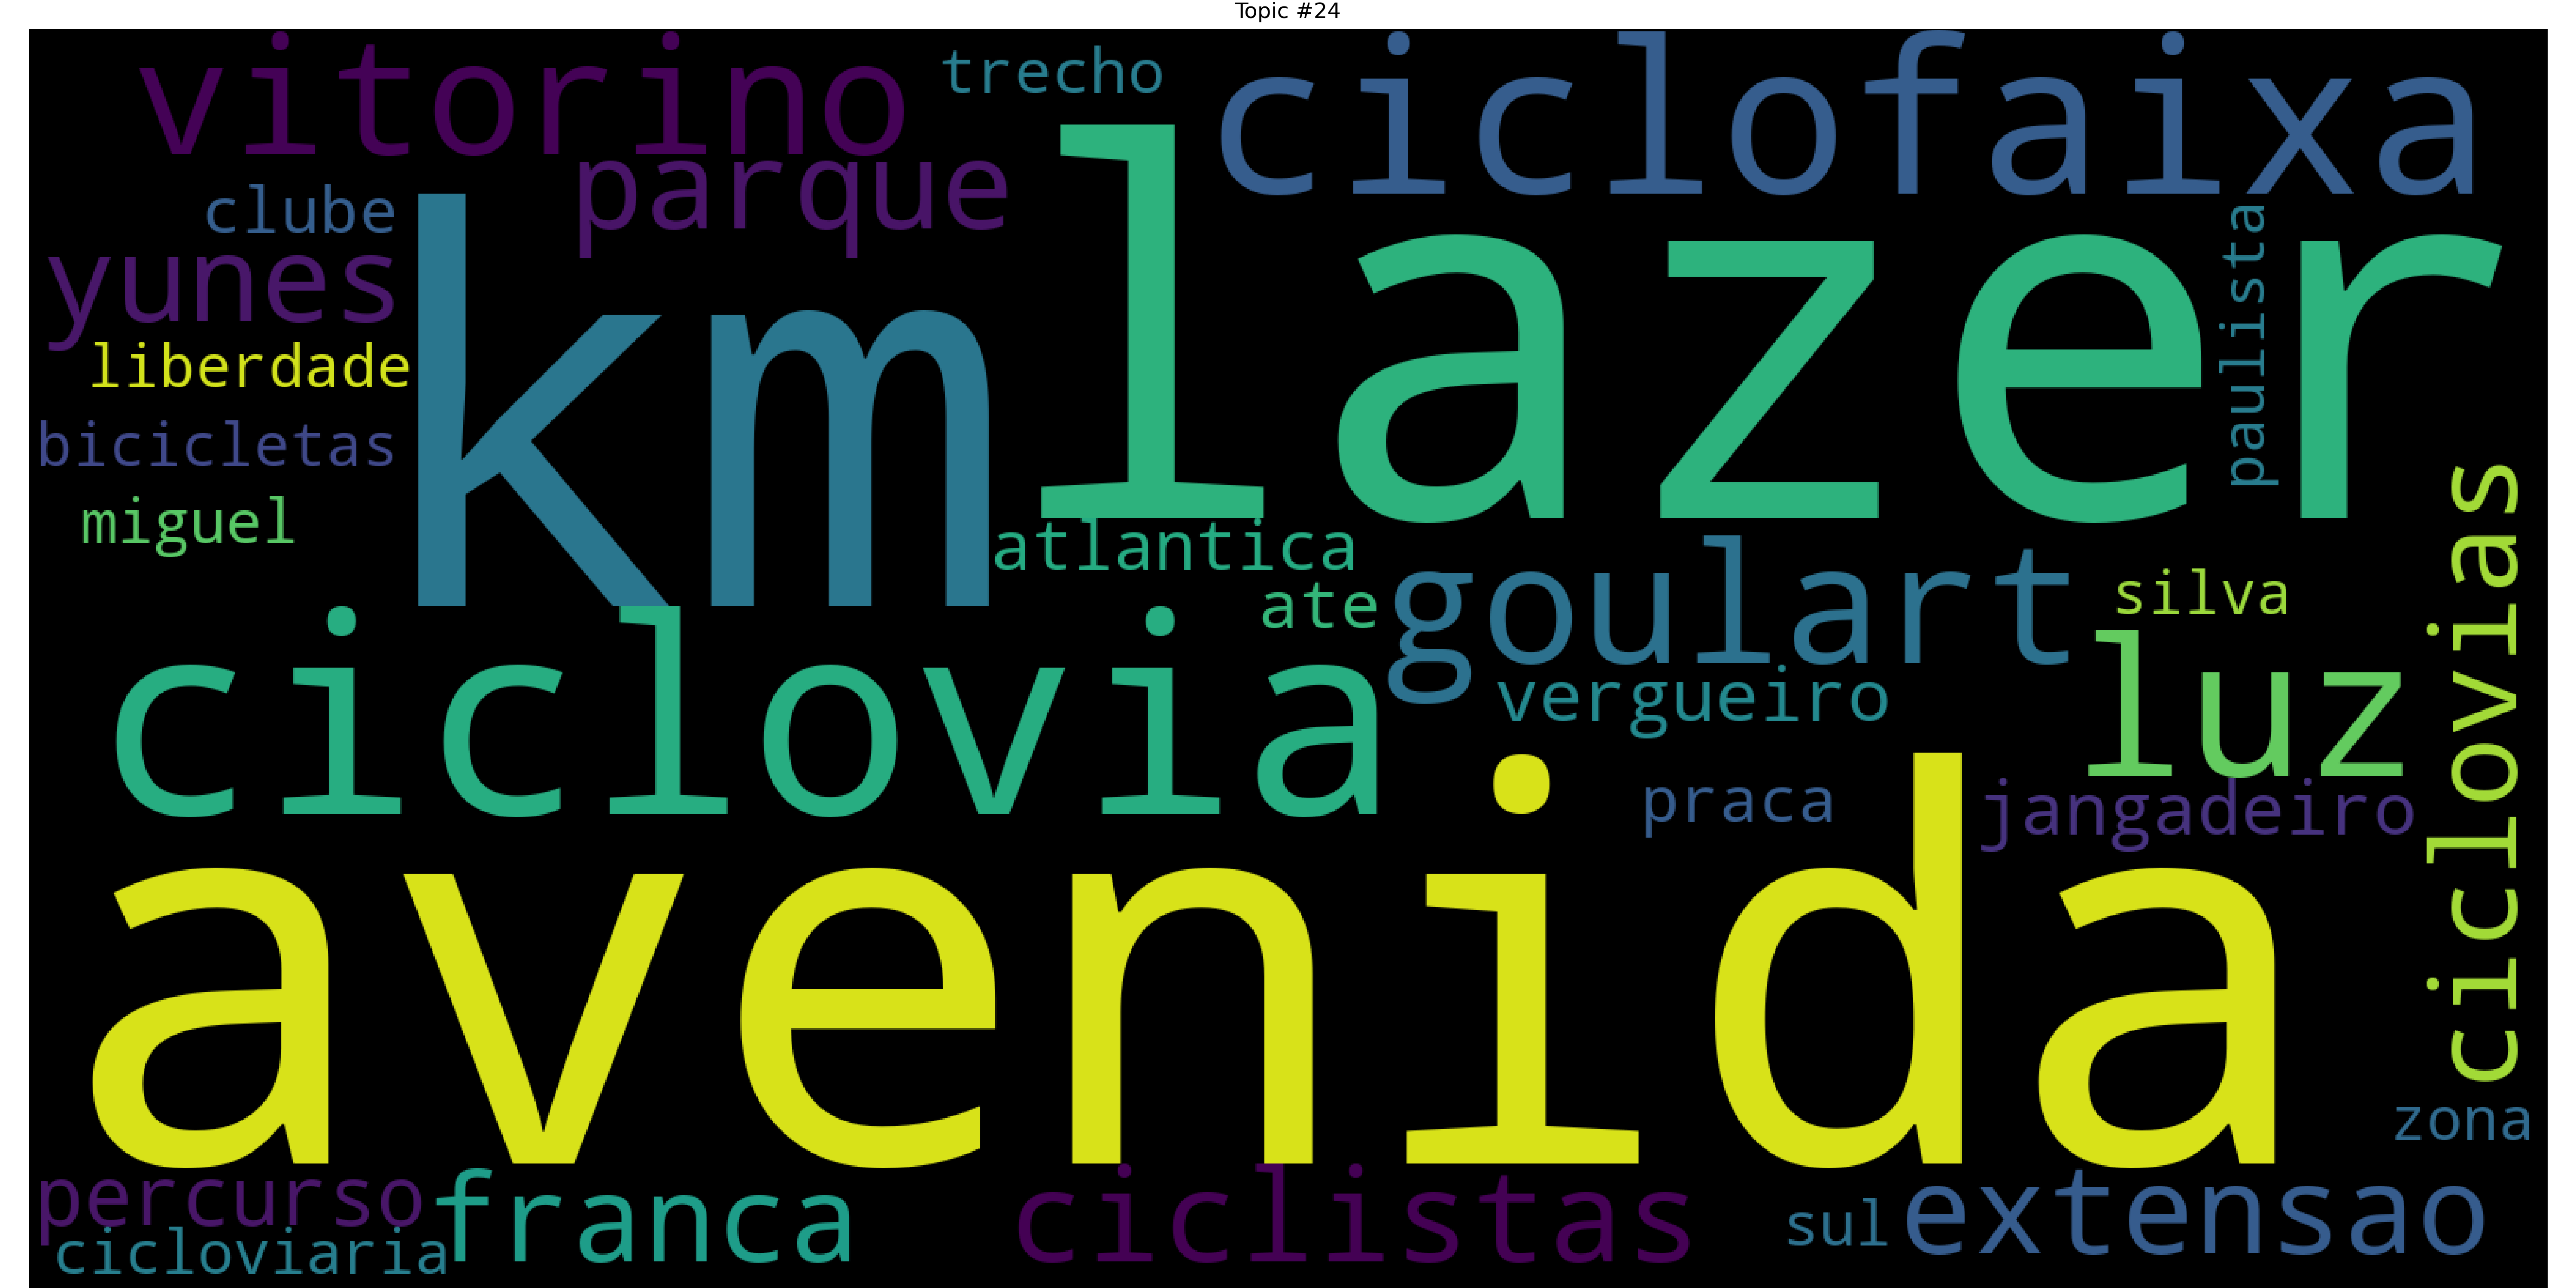 Topic #24
vitorino
trecho
ciclofaixa
parque
clube
lazer
km
paulista
yunes
liberdade
bicicletas
miguel
atlantica
ate
goulart
silva
ciclovias
ciclovia
vergueiro
luz
praca
jangadeiro
avenida
zona
percurso
franca
ciclistas
sul
extensao
cicloviaria